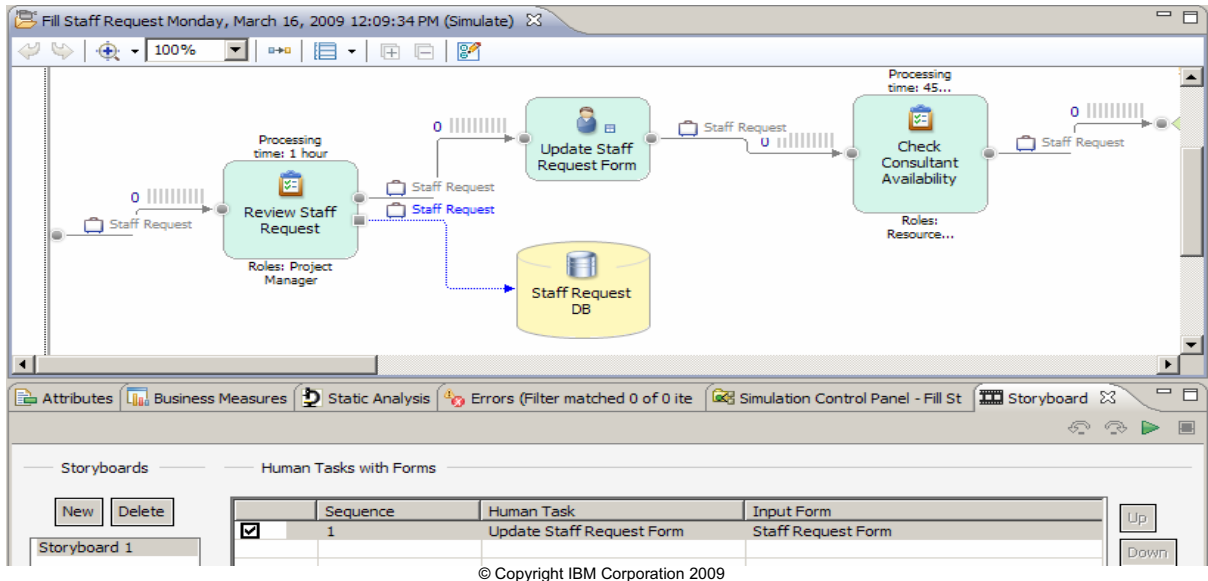 Fill Staff Request Monday, March 16, 2009 12:09:34 PM (Simulate)
100%
Processing
time: 45...
0
Staff Request
0
Check
Consultant
Availability
0
Staff Request
Roles:
Resource...
Update Staff
Request Form
Processing
time: 1 hour
0
Staff Request
Review Staff
Request
Staff Request
Staff Request
Roles: Project
Manager
Staff Request
DB
Attributes Business Measures Static Analysis Errors (Filter matched 0 of 0 ite Simulation Control Panel - Fill St Storyboard
Storyboards Human Tasks with Forms
New Delete
Sequence Human Task Input Form
Up
1 Update Staff Request Form Staff Request Form
Storyboard 1
Down
© Copyright IBM Corporation 2009